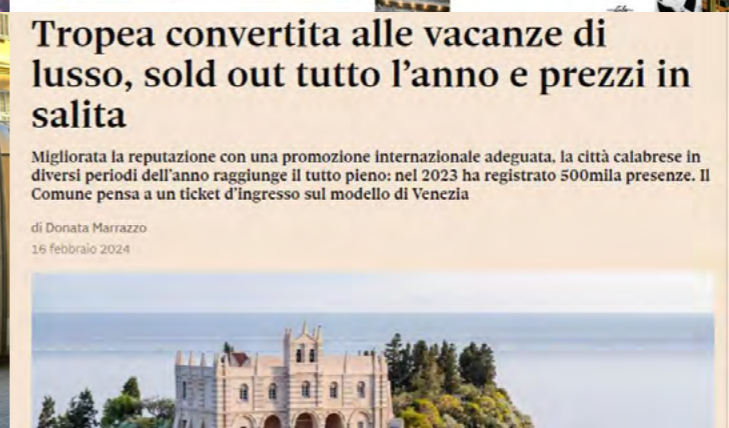 Tropea convertita alle vacanze di
lusso, sold out tutto l’anno e prezzi in
salita
Migliorata la reputazione con una promozione internazionale adeguata, la città calabrese in
diversi periodi dell’anno raggiunge il tutto pieno: nel 2023 ha registrato 500mila presenze. Il
Comune pensa a un ticket d’ingresso sul modello di Venezia
di Donata Marrazzo
16 febbraio 2024